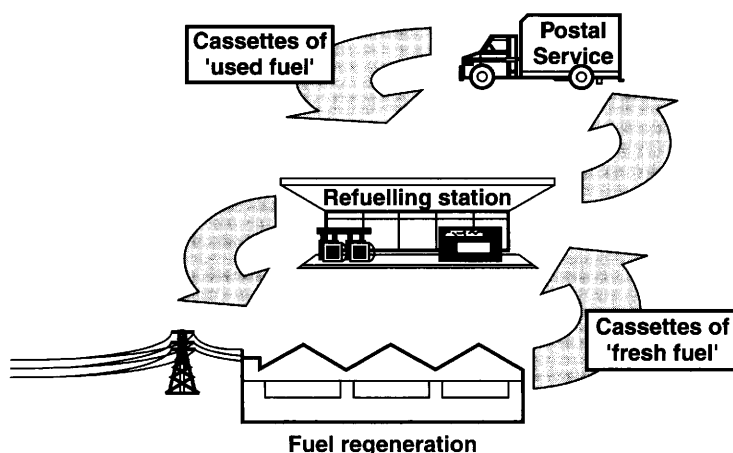 Cassettes of
'used fuel'
Postal
Service
Refuelling station
Cassettes of
'fresh fuel'
Fuel regeneration